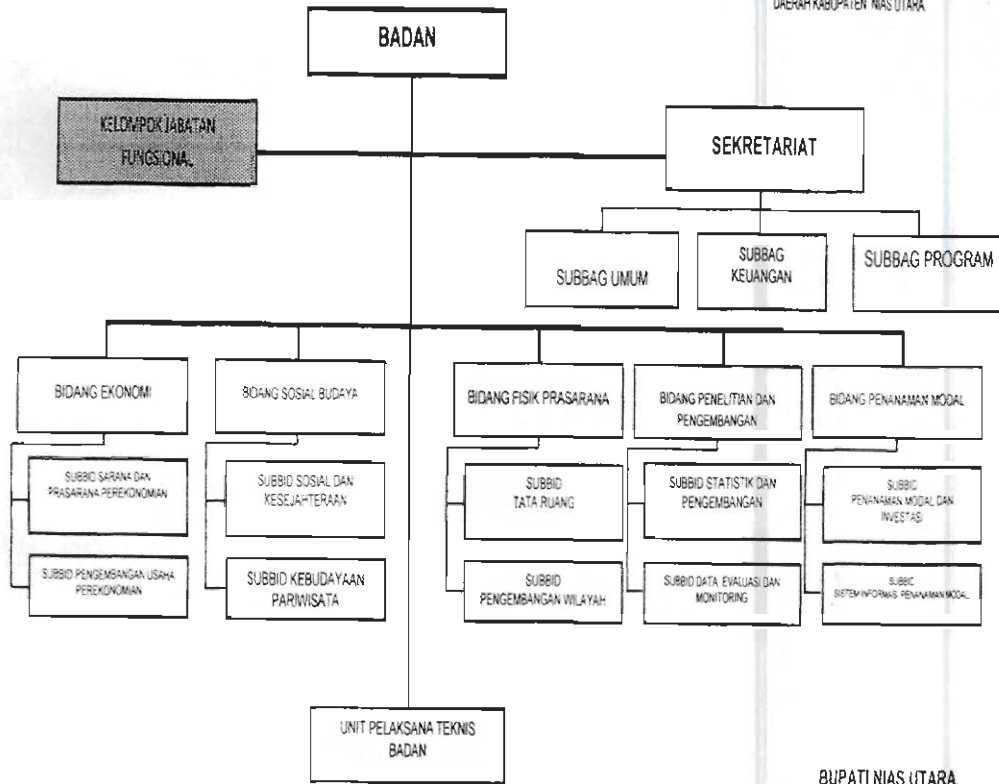 DAERAH KABUPATEN NIAS UTARA
BADAN
KELOMPOK JABATAN
FUNGSIONAL
SEKRETARIAT
SUBBAG UMUM
SUBBAG
KEUANGAN
SUBBAG PROGRAM
BIDANG EKONOMI
BIDANG SOSIAL BUDAYA
BIDANG FISIK PRASARANA
BIDANG PENELITIAN DAN
PENGEMBANGAN
BIDANG PENANAMAN MODAL
SUBBID SARANA DAN
PRASARANA PEREKONOMIAN
SUBBID SOSIAL DAN
KESEJAHTERAAN
SUBBID
TATA RUANG
SUBBID STATISTIK DAN
PENGEMBANGAN
SUBBID
PENANAMAN MODAL DAN
INVESTASI
SUBBID PENGEMBANGAN USAHA
PEREKONOMIAN
SUBBID KEBUDAYAAN
PARIWISATA
SUBBID
PENGEMBANGAN WILAYAH
SUBBID DATA, EVALUASI DAN
MONITORING
SUBBID
SISTEM INFORMASI PENANAMAN MODAL
UNIT PELAKSANA TEKNIS
BADAN
BUPATI NIAS UTARA